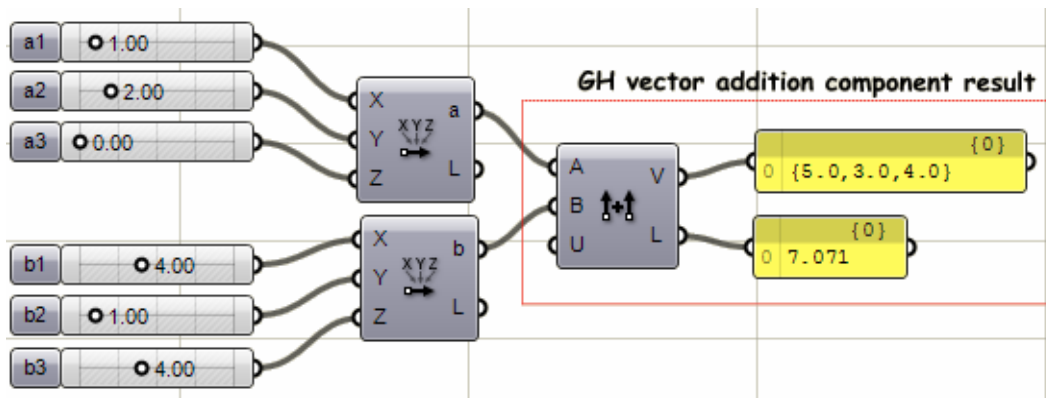 a1 1.00
a2 2.00
a3 0.00
X
Y
Z
XYZ
a
L
b1 4.00
b2 1.00
b3 4.00
X
Y
Z
XYZ
b
L
GH vector addition component result
A
B
U
V
L
{0}
0 {5.0,3.0,4.0}
{0}
0 7.071